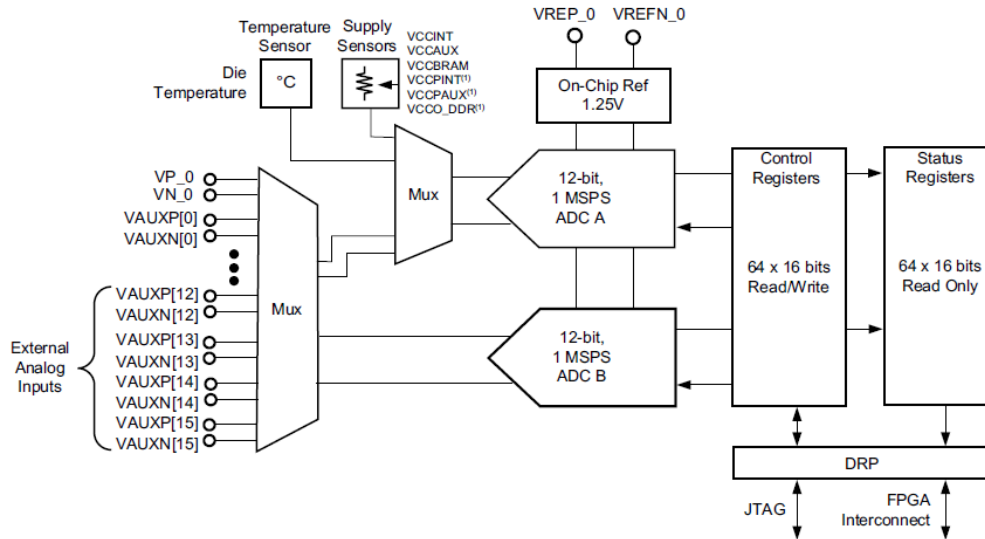 VREP_0
VREFN_0
Temperature
Sensor
Supply
Sensors
VCCINT
VCCAUX
VCCBRAM
VCCPINT(1)
VCCPAUX(1)
VCCO_DDR(1)
Die
Temperature
°C
On-Chip Ref
1.25V
VP_0
VN_0
VAUXP[0]
VAUXN[0]
VAUXP[12]
VAUXN[12]
VAUXP[13]
VAUXN[13]
VAUXP[14]
VAUXN[14]
VAUXP[15]
VAUXN[15]
External
Analog
Inputs
Mux
Mux
12-bit,
1 MSPS
ADC A
12-bit,
1 MSPS
ADC B
Control
Registers
64 x 16 bits
Read/Write
Status
Registers
64 x 16 bits
Read Only
DRP
JTAG
FPGA
Interconnect